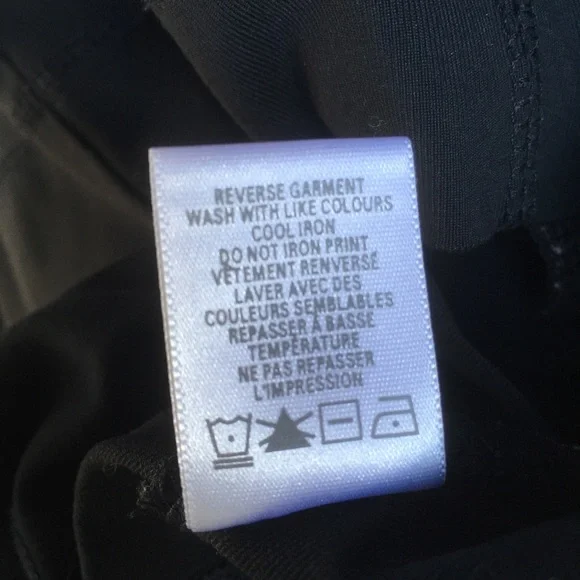 REVERSE GARMENT
WASH WITH LIKE COLOURS
COOL IRON
DO NOT IRON PRINT
VÊTEMENT RENVERSÉ
LAVER AVEC DES
COULEURS SEMBLABLES
REPASSER À BASSE
TEMPÉRATURE
NE PAS REPASSER
L'IMPRESSION